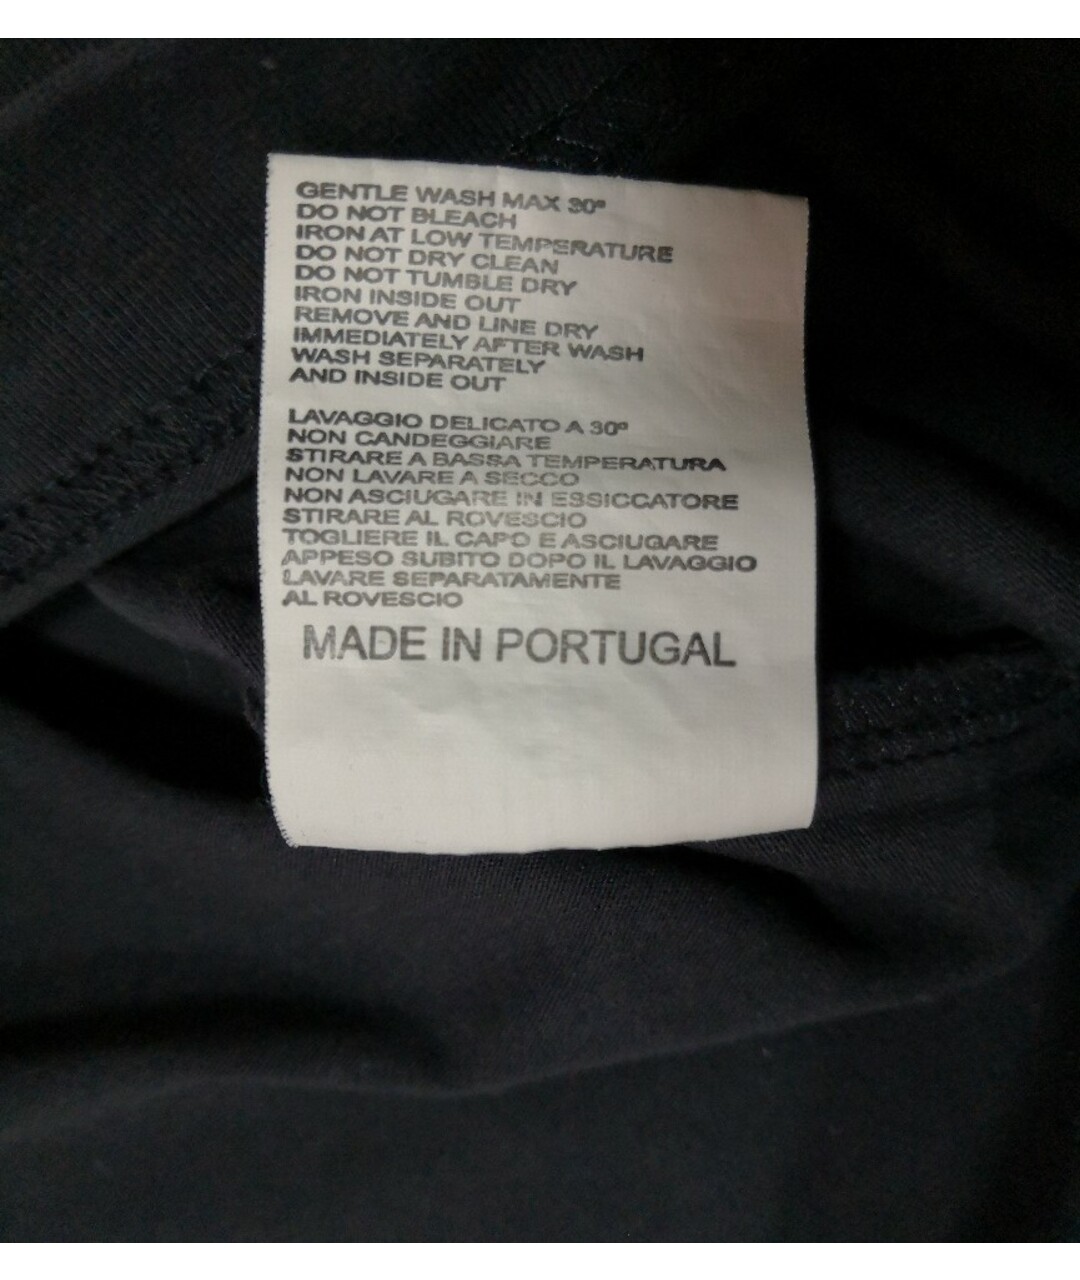 GENTLE WASH MAX 30°
DO NOT BLEACH
IRON AT LOW TEMPERATURE
DO NOT DRY CLEAN
DO NOT TUMBLE DRY
IRON INSIDE OUT
REMOVE AND LINE DRY
IMMEDIATELY AFTER WASH
WASH SEPARATELY
AND INSIDE OUT
LAVAGGIO DELICATO A 30°
NON CANDEGGIARE
STIRARE A BASSA TEMPERATURA
NON LAVARE A SECCO
NON ASCIUGARE IN ESSICCATORE
STIRARE AL ROVESCIO
TOGLIERE IL CAPO E ASCIUGARE
APPESO SUBITO DOPO IL LAVAGGIO
LAVARE SEPARATAMENTE
AL ROVESCIO
MADE IN PORTUGAL